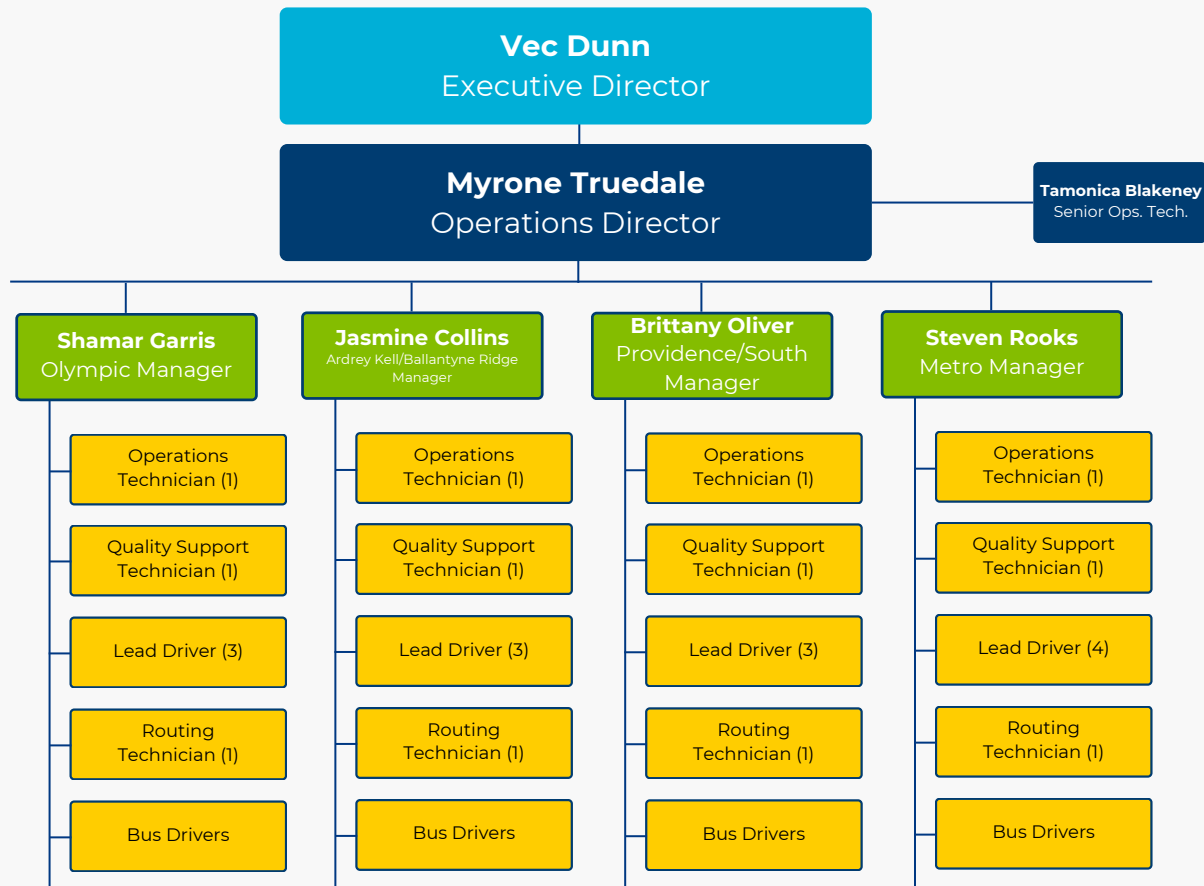 Vec Dunn
Executive Director
Myrone Truedale
Operations Director
Tamonica Blakeney
Senior Ops. Tech.
Shamar Garris
Olympic Manager
Operations
Technician (1)
Quality Support
Technician (1)
Lead Driver (3)
Routing
Technician (1)
Bus Drivers
Jasmine Collins
Ardrey Kell/Ballantyne Ridge
Manager
Operations
Technician (1)
Quality Support
Technician (1)
Lead Driver (3)
Routing
Technician (1)
Bus Drivers
Brittany Oliver
Providence/South
Manager
Operations
Technician (1)
Quality Support
Technician (1)
Lead Driver (3)
Routing
Technician (1)
Bus Drivers
Steven Rooks
Metro Manager
Operations
Technician (1)
Quality Support
Technician (1)
Lead Driver (4)
Routing
Technician (1)
Bus Drivers